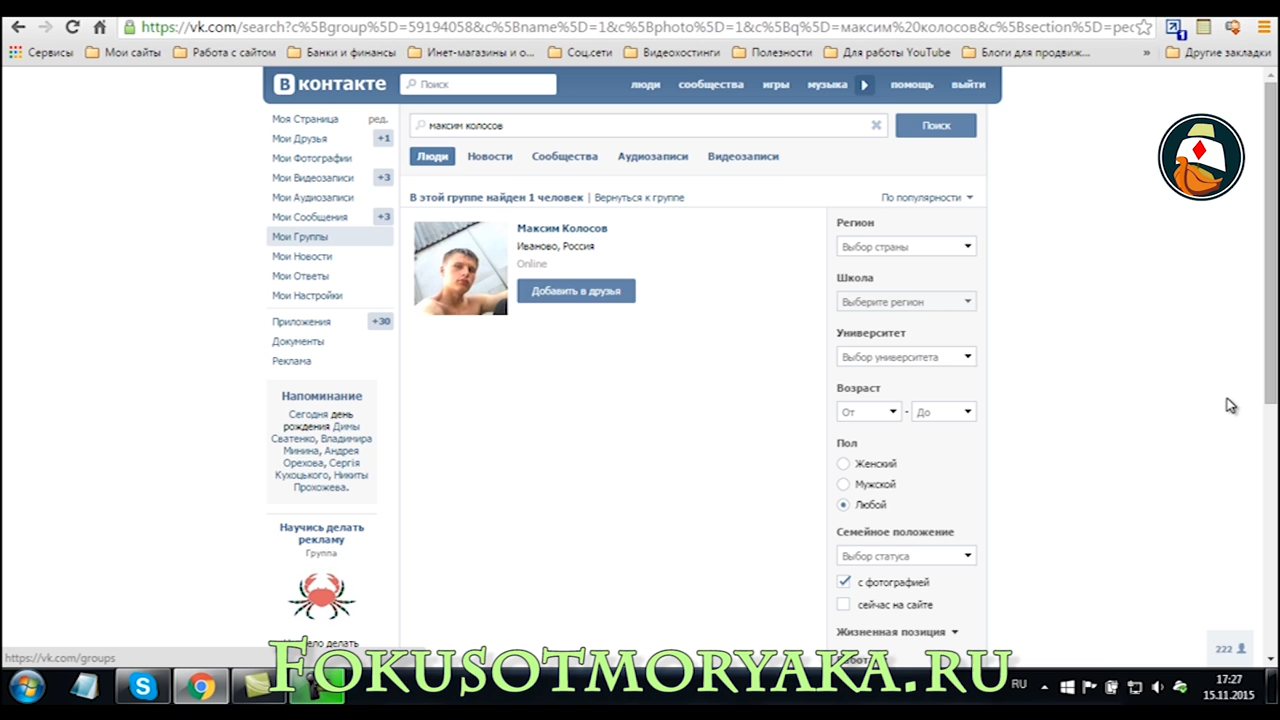 https://vk.com/search?c%5Bgroup%5D=59194058&c%5Bname%5D=1&c%5Bphoto%5D=1&c%5Bq%5D=максим%20колосов&c%5Bsection%5D=peo
Сервисы Мои сайты Работа с сайтом Банки и финансы Инет-магазины и о... Соц.сети Видеохостинги Полезности Для работы YouTube Блоги для продвиж... » Другие закладки
В контакте Поиск люди сообщества игры музыка помощь выйти
Моя Страница ред.
Мои Друзья +1
Мои Фотографии
Мои Видеозаписи +3
Мои Аудиозаписи
Мои Сообщения +3
Мои Группы
Мои Новости
Мои Ответы
Мои Настройки
Приложения +30
Документы
Реклама
Напоминание
Сегодня день
рождения Димы
Сватенко, Владимира
Минина, Андрея
Орехова, Сергія
Кухоцького, Никиты
Прохожева.
Научись делать
рекламу
Группа
делать
максим колосов Поиск
Люди Новости Сообщества Аудиозаписи Видеозаписи
В этой группе найден 1 человек | Вернуться к группе По популярности
Максим Колосов
Иваново, Россия
Online
Добавить в друзья
Регион
Выбор страны
Школа
Выберите регион
Университет
Выбор университета
Возраст
От - До
Пол
Женский
Мужской
Любой
Семейное положение
Выбор статуса
с фотографией
сейчас на сайте
Жизненная позиция
222
https://vk.com/groups
Fokusotmoryaka.ru
RU
17:27
15.11.2015